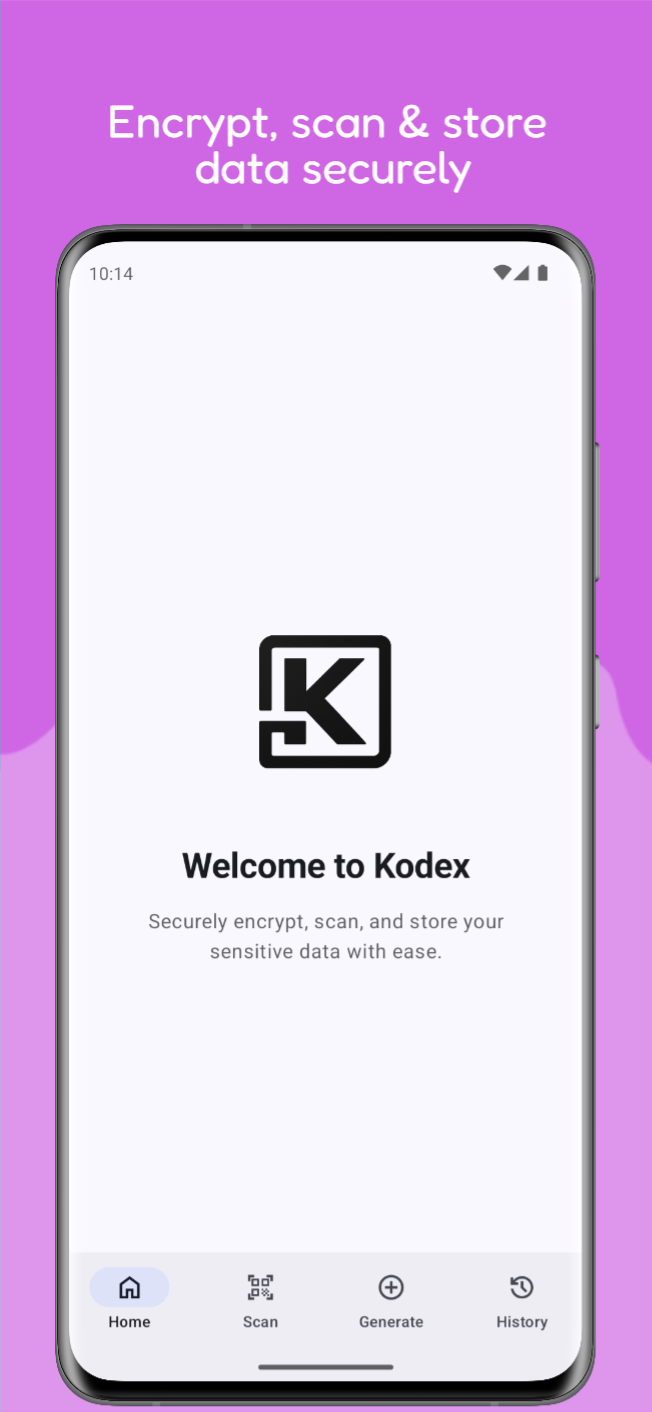 Encrypt, scan & store
data securely
10:14
K
Welcome to Kodex
Securely encrypt, scan, and store your
sensitive data with ease.
Home
Scan
Generate
History